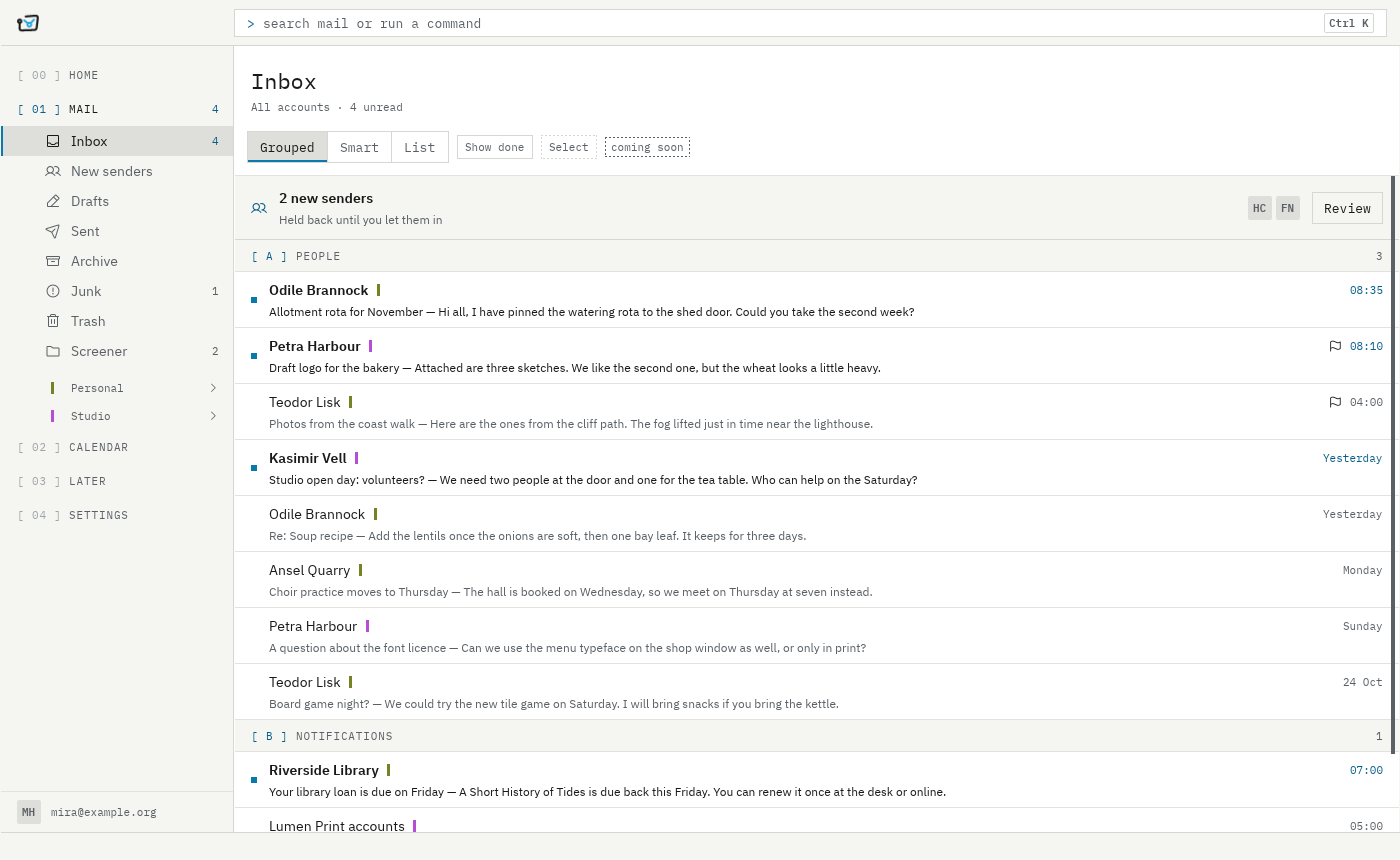 > search mail or run a command Ctrl K
[ 00 ] HOME
[ 01 ] MAIL 4
Inbox 4
New senders
Drafts
Sent
Archive
Junk 1
Trash
Screener 2
Personal
Studio
[ 02 ] CALENDAR
[ 03 ] LATER
[ 04 ] SETTINGS
MH mira@example.org
Inbox
All accounts · 4 unread
Grouped Smart List Show done Select coming soon
2 new senders
Held back until you let them in
HC FN Review
[ A ] PEOPLE 3
Odile Brannock 08:35
Allotment rota for November — Hi all, I have pinned the watering rota to the shed door. Could you take the second week?
Petra Harbour 08:10
Draft logo for the bakery — Attached are three sketches. We like the second one, but the wheat looks a little heavy.
Teodor Lisk 04:00
Photos from the coast walk — Here are the ones from the cliff path. The fog lifted just in time near the lighthouse.
Kasimir Vell Yesterday
Studio open day: volunteers? — We need two people at the door and one for the tea table. Who can help on the Saturday?
Odile Brannock Yesterday
Re: Soup recipe — Add the lentils once the onions are soft, then one bay leaf. It keeps for three days.
Ansel Quarry Monday
Choir practice moves to Thursday — The hall is booked on Wednesday, so we meet on Thursday at seven instead.
Petra Harbour Sunday
A question about the font licence — Can we use the menu typeface on the shop window as well, or only in print?
Teodor Lisk 24 Oct
Board game night? — We could try the new tile game on Saturday. I will bring snacks if you bring the kettle.
[ B ] NOTIFICATIONS 1
Riverside Library 07:00
Your library loan is due on Friday — A Short History of Tides is due back this Friday. You can renew it once at the desk or online.
Lumen Print accounts 05:00